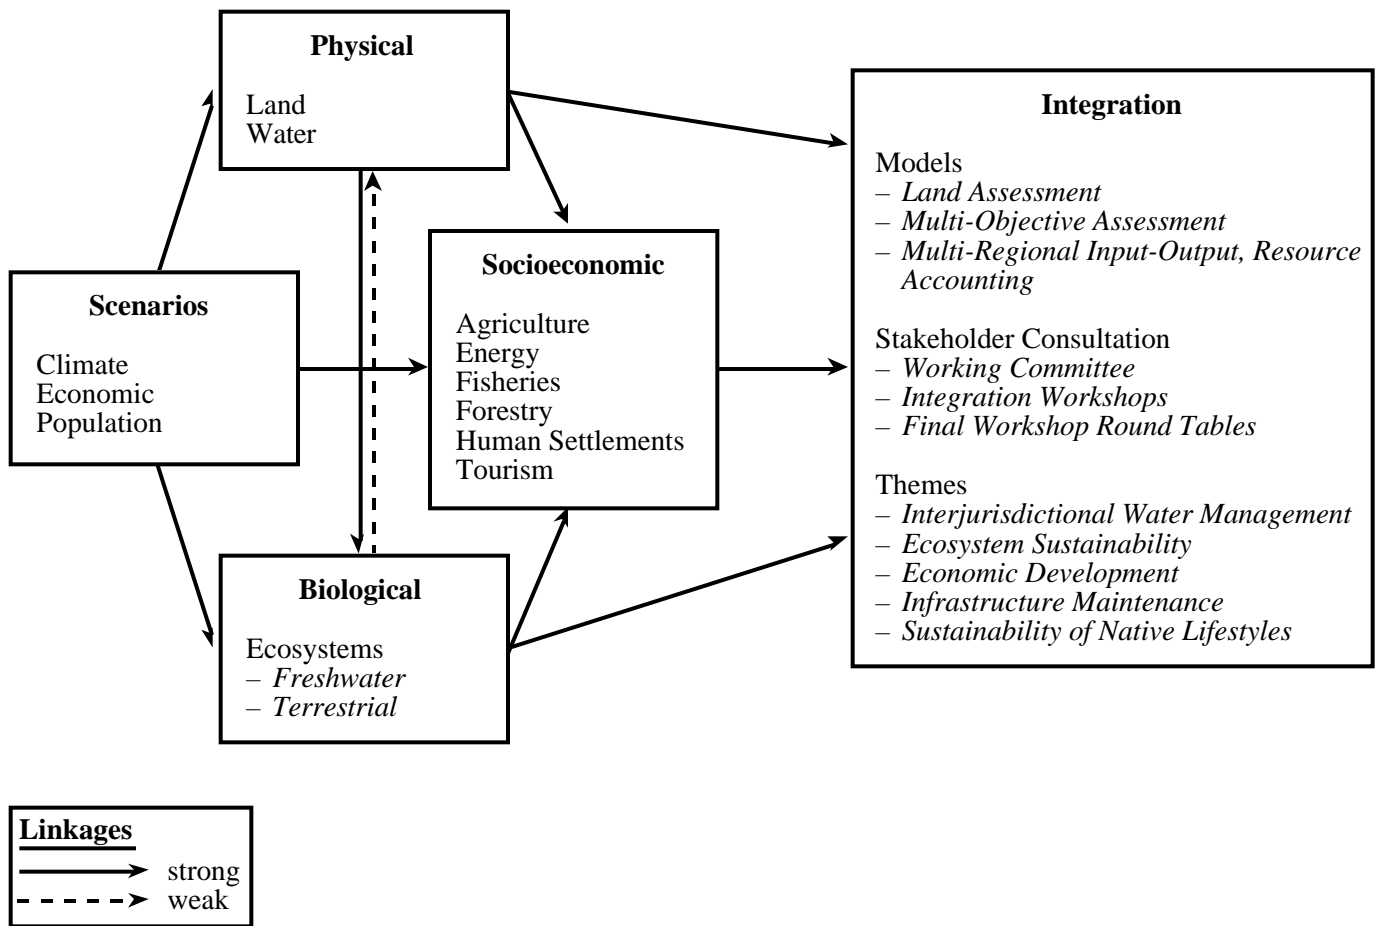 Physical
Land
Water
Scenarios
Climate
Economic
Population
Socioeconomic
Agriculture
Energy
Fisheries
Forestry
Human Settlements
Tourism
Biological
Ecosystems
– Freshwater
– Terrestrial
Integration
Models
– Land Assessment
– Multi-Objective Assessment
– Multi-Regional Input-Output, Resource
Accounting
Stakeholder Consultation
– Working Committee
– Integration Workshops
– Final Workshop Round Tables
Themes
– Interjurisdictional Water Management
– Ecosystem Sustainability
– Economic Development
– Infrastructure Maintenance
– Sustainability of Native Lifestyles
Linkages
strong
weak